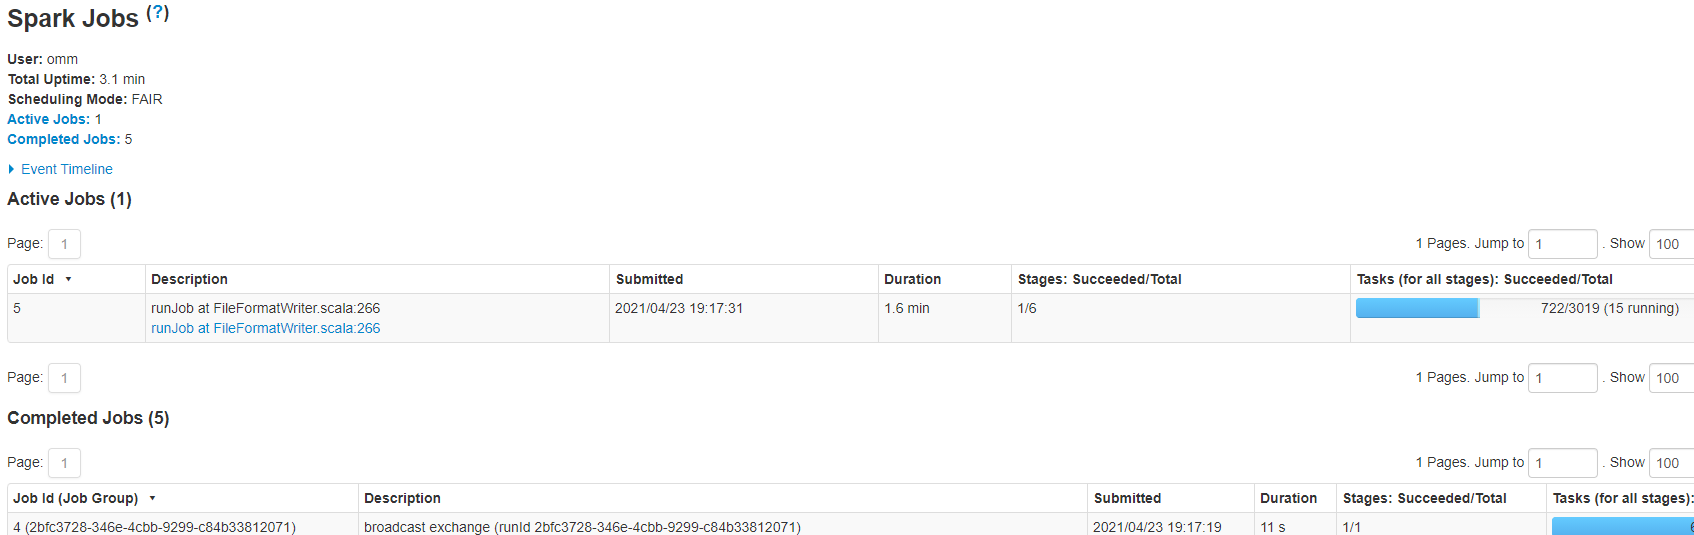 Spark Jobs (?)
User: omm
Total Uptime: 3.1 min
Scheduling Mode: FAIR
Active Jobs: 1
Completed Jobs: 5
Event Timeline
Active Jobs (1)
Page: 1 1 Pages. Jump to 1 . Show 100
Job Id Description Submitted Duration Stages: Succeeded/Total Tasks (for all stages): Succeeded/Total
5 runJob at FileFormatWriter.scala:266 2021/04/23 19:17:31 1.6 min 1/6 722/3019 (15 running)
runJob at FileFormatWriter.scala:266
Page: 1 1 Pages. Jump to 1 . Show 100
Completed Jobs (5)
Page: 1 1 Pages. Jump to 1 . Show 100
Job Id (Job Group) Description Submitted Duration Stages: Succeeded/Total Tasks (for all stages):
4 (2bfc3728-346e-4cbb-9299-c84b33812071) broadcast exchange (runId 2bfc3728-346e-4cbb-9299-c84b33812071) 2021/04/23 19:17:19 11 s 1/1